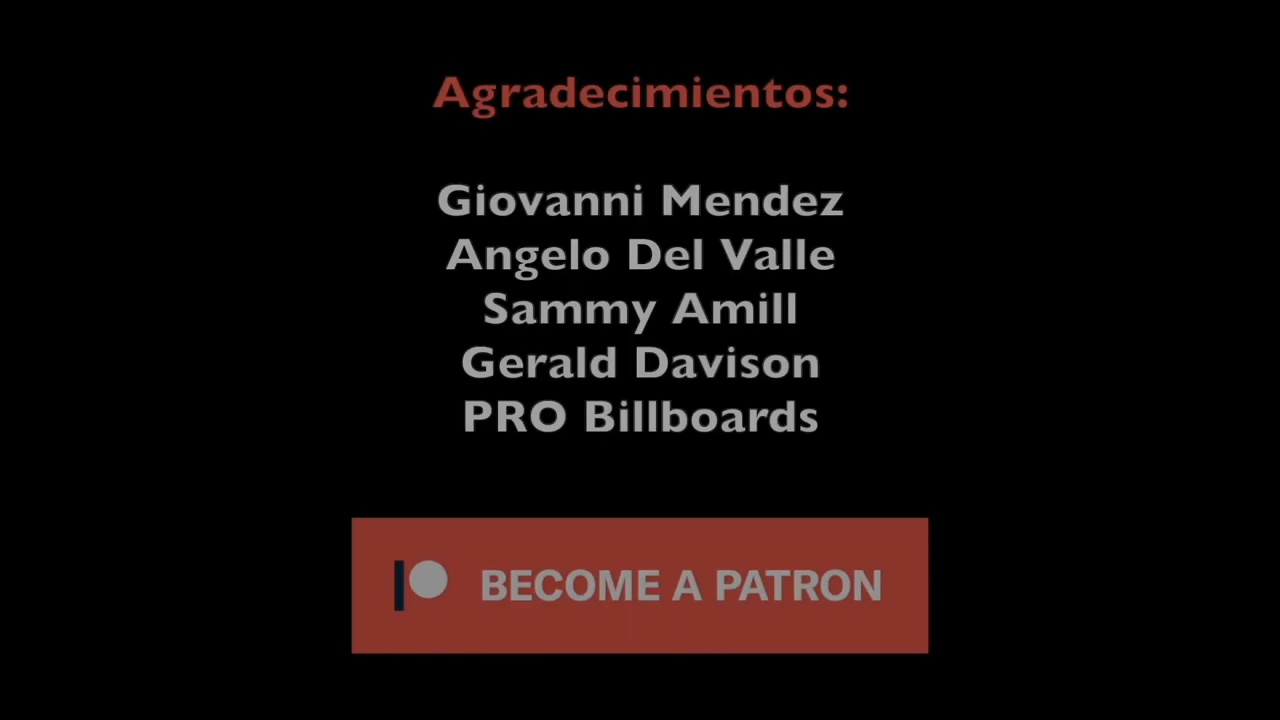 Agradecimientos:
Giovanni Mendez
Angelo Del Valle
Sammy Amill
Gerald Davison
PRO Billboards
BECOME A PATRON